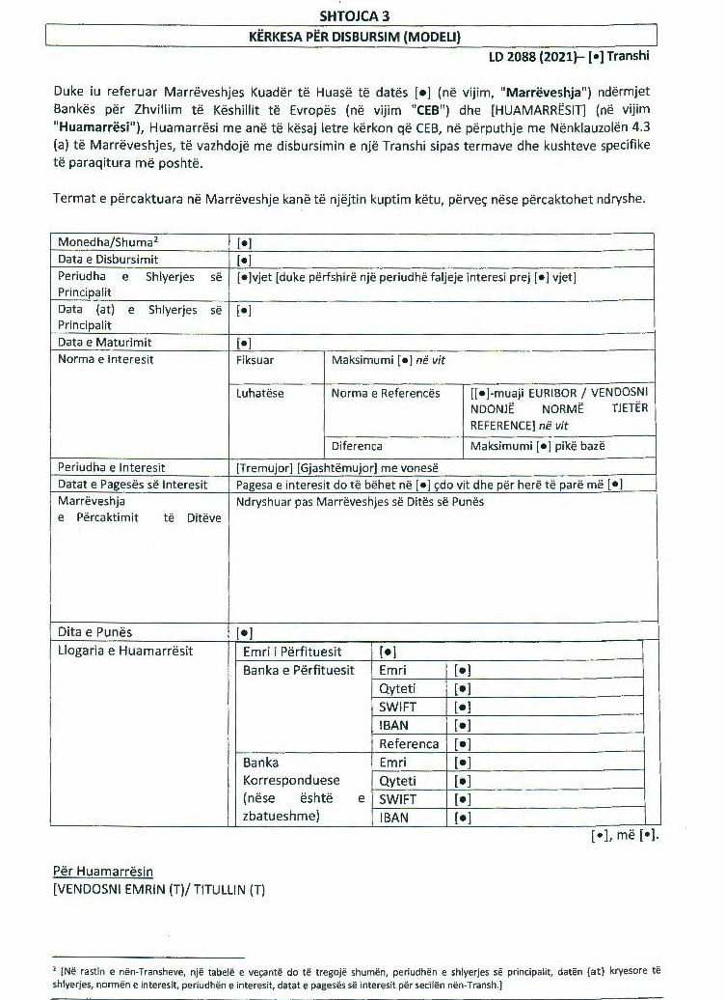 SHTOJCA 3
KËRKESA PËR DISBURSIM (MODELI)
LD 2088 (2021)– [•] Transhi
Duke iu referuar Marrëveshjes Kuadër të Huasë të datës [•] (në vijim, "Marrëveshja") ndërmjet
Bankës për Zhvillim të Këshillit të Evropës (në vijim "CEB") dhe [HUAMARRËSIT] (në vijim
"Huamarrësi"), Huamarrësi me anë të kësaj letre kërkon që CEB, në përputhje me Nënklauzolën 4.3
(a) të Marrëveshjes, të vazhdojë me disbursimin e një Transhi sipas termave dhe kushteve specifike
të paraqitura më poshtë.
Termat e përcaktuara në Marrëveshje kanë të njëjtin kuptim këtu, përveç nëse përcaktohet ndryshe.
Monedha/Shuma² [•]
Data e Disbursimit [•]
Periudha e Shlyerjes së [•]vjet [duke përfshirë një periudhë faljeje interesi prej [•] vjet]
Principalit
Data (at) e Shlyerjes së [•]
Principalit
Data e Maturimit [•]
Norma e Interesit Fiksuar Maksimumi [•] në vit
Luhatëse Norma e Referencës [[•]-muaji EURIBOR / VENDOSNI
NDONJË NORMË TJETËR
REFERENCE] në vit
Diferenca Maksimumi [•] pikë bazë
Periudha e Interesit [Tremujor] [Gjashtëmujor] me vonesë
Datat e Pagesës së Interesit Pagesa e interesit do të bëhet në [•] çdo vit dhe për herë të parë më [•]
Marrëveshja Ndryshuar pas Marrëveshjes së Ditës së Punës
e Përcaktimit të Ditëve
Dita e Punës [•]
Llogaria e Huamarrësit Emri i Përfituesit [•]
Banka e Përfituesit Emri [•]
Qyteti [•]
SWIFT [•]
IBAN [•]
Referenca [•]
Banka Emri [•]
Korresponduese Qyteti [•]
(nëse është e SWIFT [•]
zbatueshme) IBAN [•]
[•], më [•].
Për Huamarrësin
[VENDOSNI EMRIN (T)/ TITULLIN (T)
² [Në rastin e nën-Transheve, një tabelë e veçantë do të tregojë shumën, periudhën e shlyerjes së principalit, datën {at} kryesore të
shlyerjes, normën e interesit, periudhën e interesit, datat e pagesës së interesit për secilën nën-Transh.]